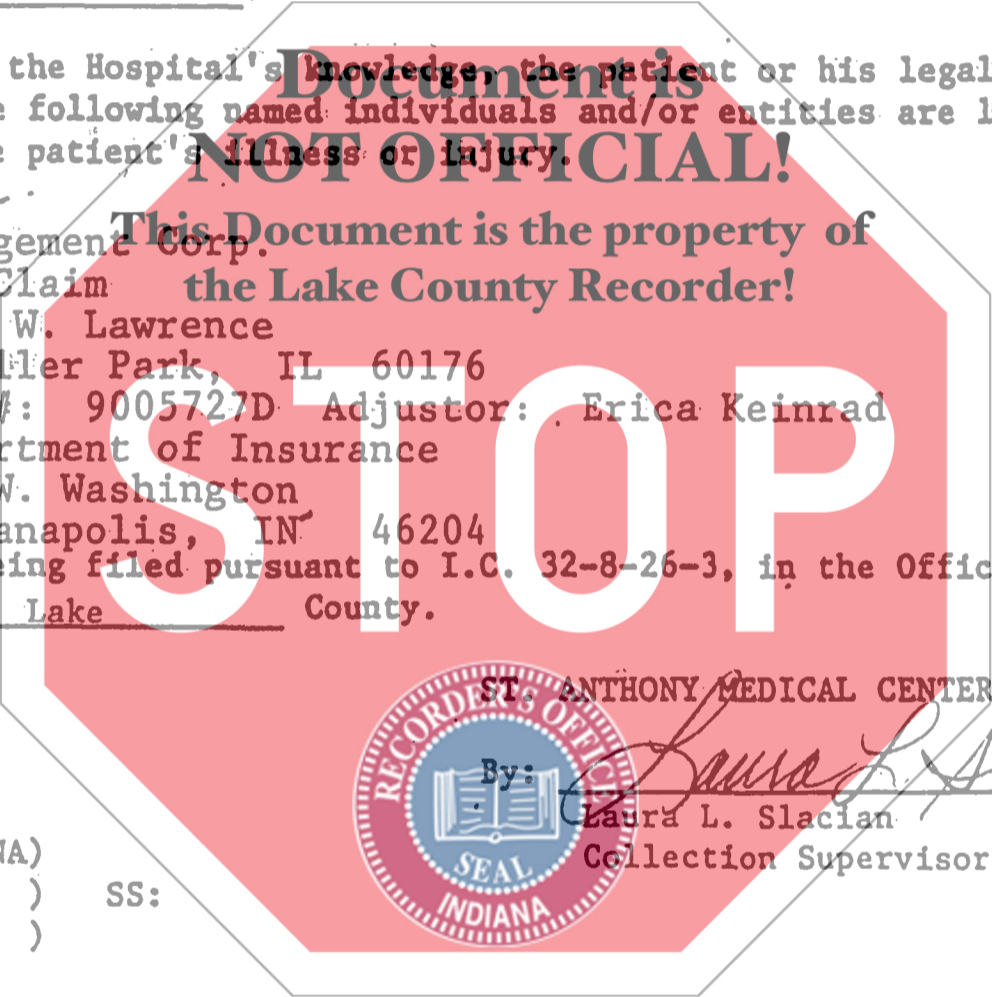 the Hospital's knowledge, the patient or his legal
Document is
e following named individuals and/or entities are l
e patient's illness or injury.
NOT OFFICIAL!
This Document is the property of
gement Corp.
Claim
the Lake County Recorder!
W. Lawrence
ller Park, IL 60176
#: 9005727D Adjustor: Erica Keinrad
rtment of Insurance
W. Washington
anapolis, IN 46204
STOP
eing filed pursuant to I.C. 32-8-26-3, in the Offic
Lake County.
ST. ANTHONY MEDICAL CENTER
RECORDER'S OFFICE
By: Laura L. S
Laura L. Slacian
Collection Supervisor
SEAL
INDIANA
NA)
) SS:
)